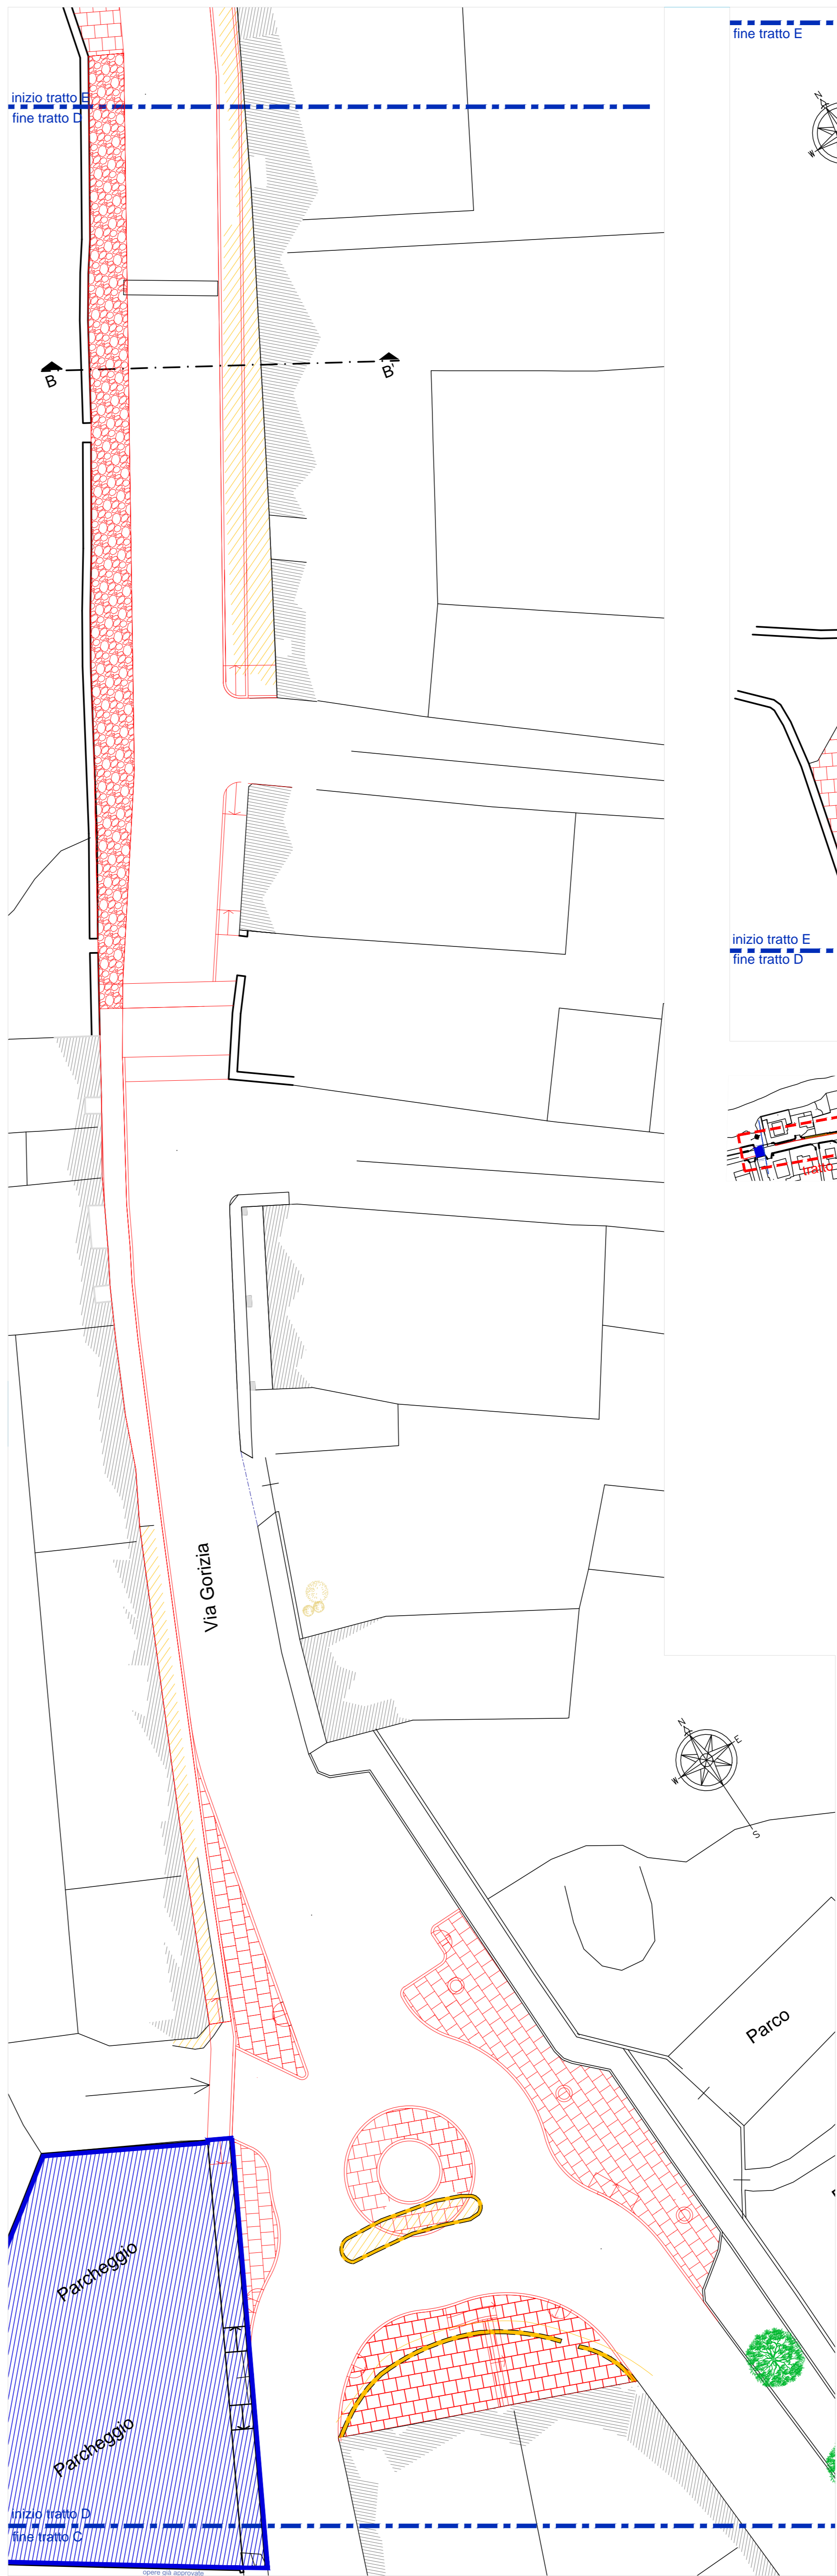 fine tratto E
inizio tratto E
fine tratto D
N
W
B
B'
inizio tratto E
fine tratto D
tratto
Via Gorizia
N
E
W
S
Parco
Parcheggio
Parcheggio
inizio tratto D
fine tratto C
opere già approvate